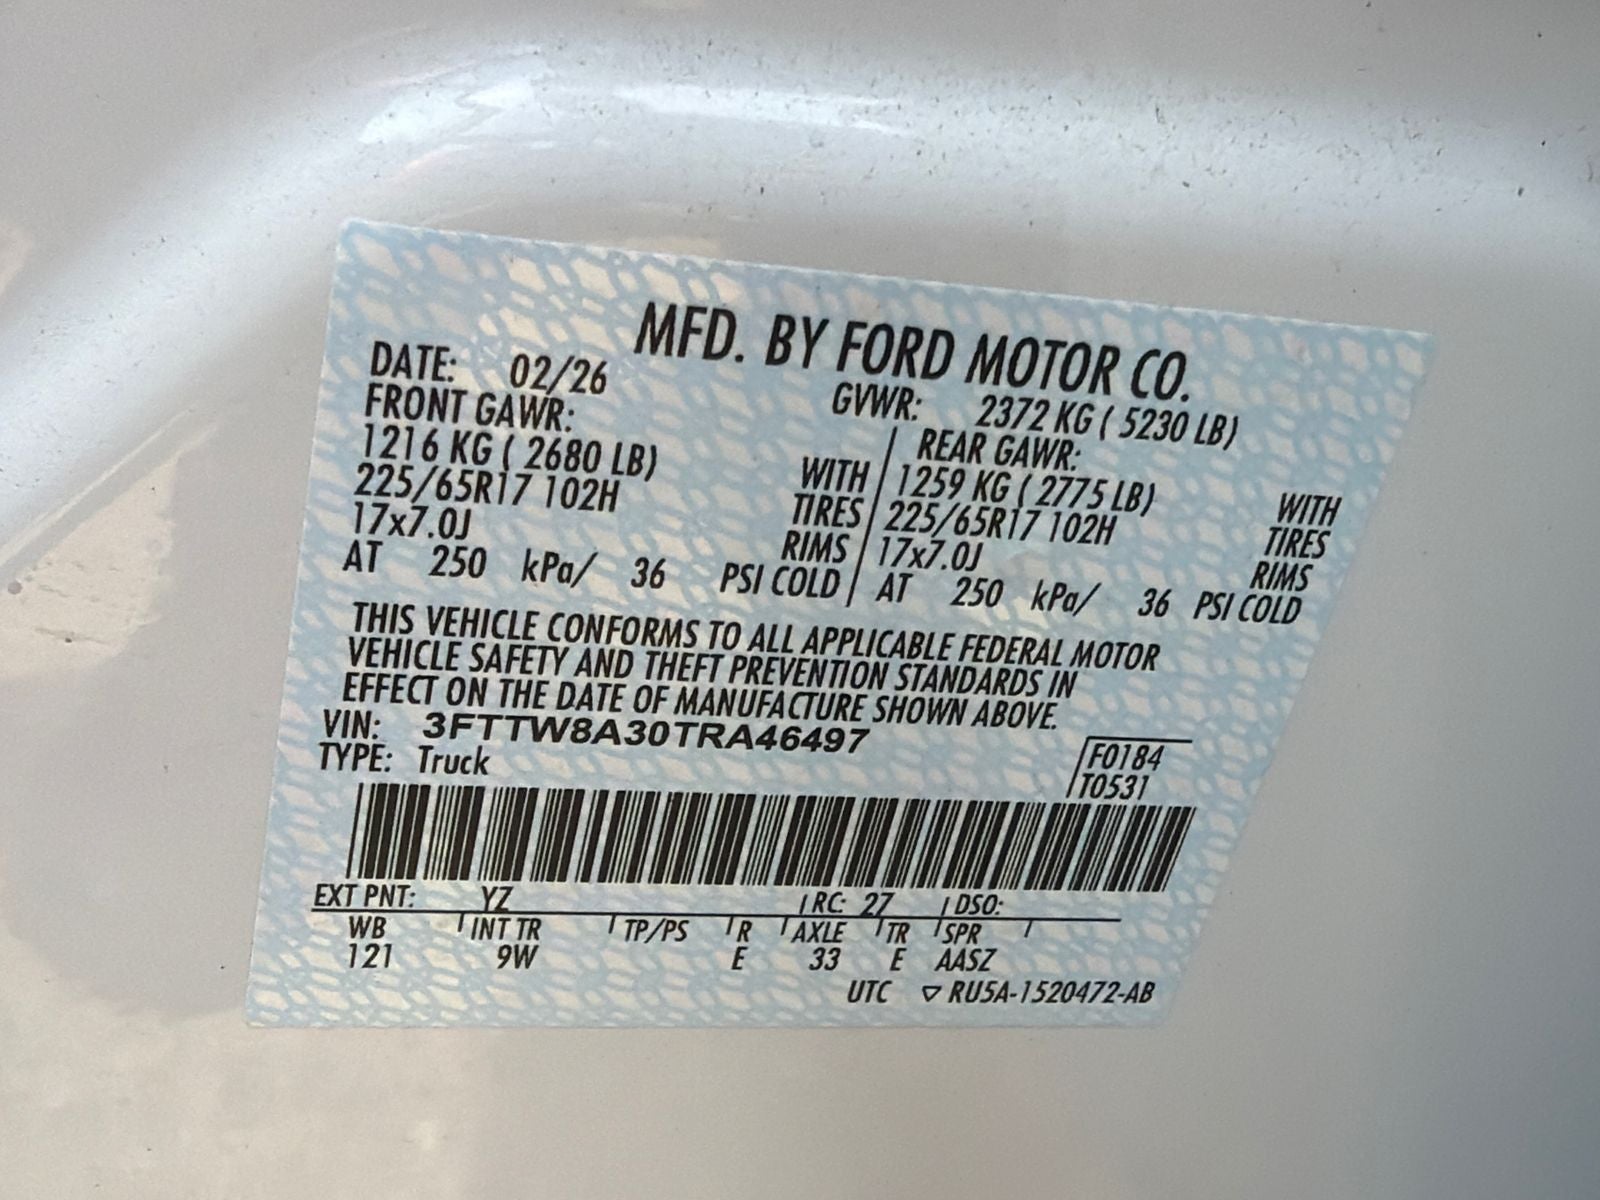 MFD. BY FORD MOTOR CO.
DATE: 02/26 GVWR: 2372 KG ( 5230 LB)
FRONT GAWR: REAR GAWR:
1216 KG ( 2680 LB) WITH 1259 KG ( 2775 LB) WITH
225/65R17 102H TIRES 225/65R17 102H TIRES
17x7.0J RIMS 17x7.0J RIMS
AT 250 kPa/ 36 PSI COLD AT 250 kPa/ 36 PSI COLD
THIS VEHICLE CONFORMS TO ALL APPLICABLE FEDERAL MOTOR
VEHICLE SAFETY AND THEFT PREVENTION STANDARDS IN
EFFECT ON THE DATE OF MANUFACTURE SHOWN ABOVE.
VIN: 3FTTW8A30TRA46497
TYPE: Truck
F0184
T0531
EXT PNT: YZ RC: 27 DSO:
WB INT TR TP/PS R AXLE TR SPR
121 9W E 33 E AASZ
UTC ▽ RU5A-1520472-AB